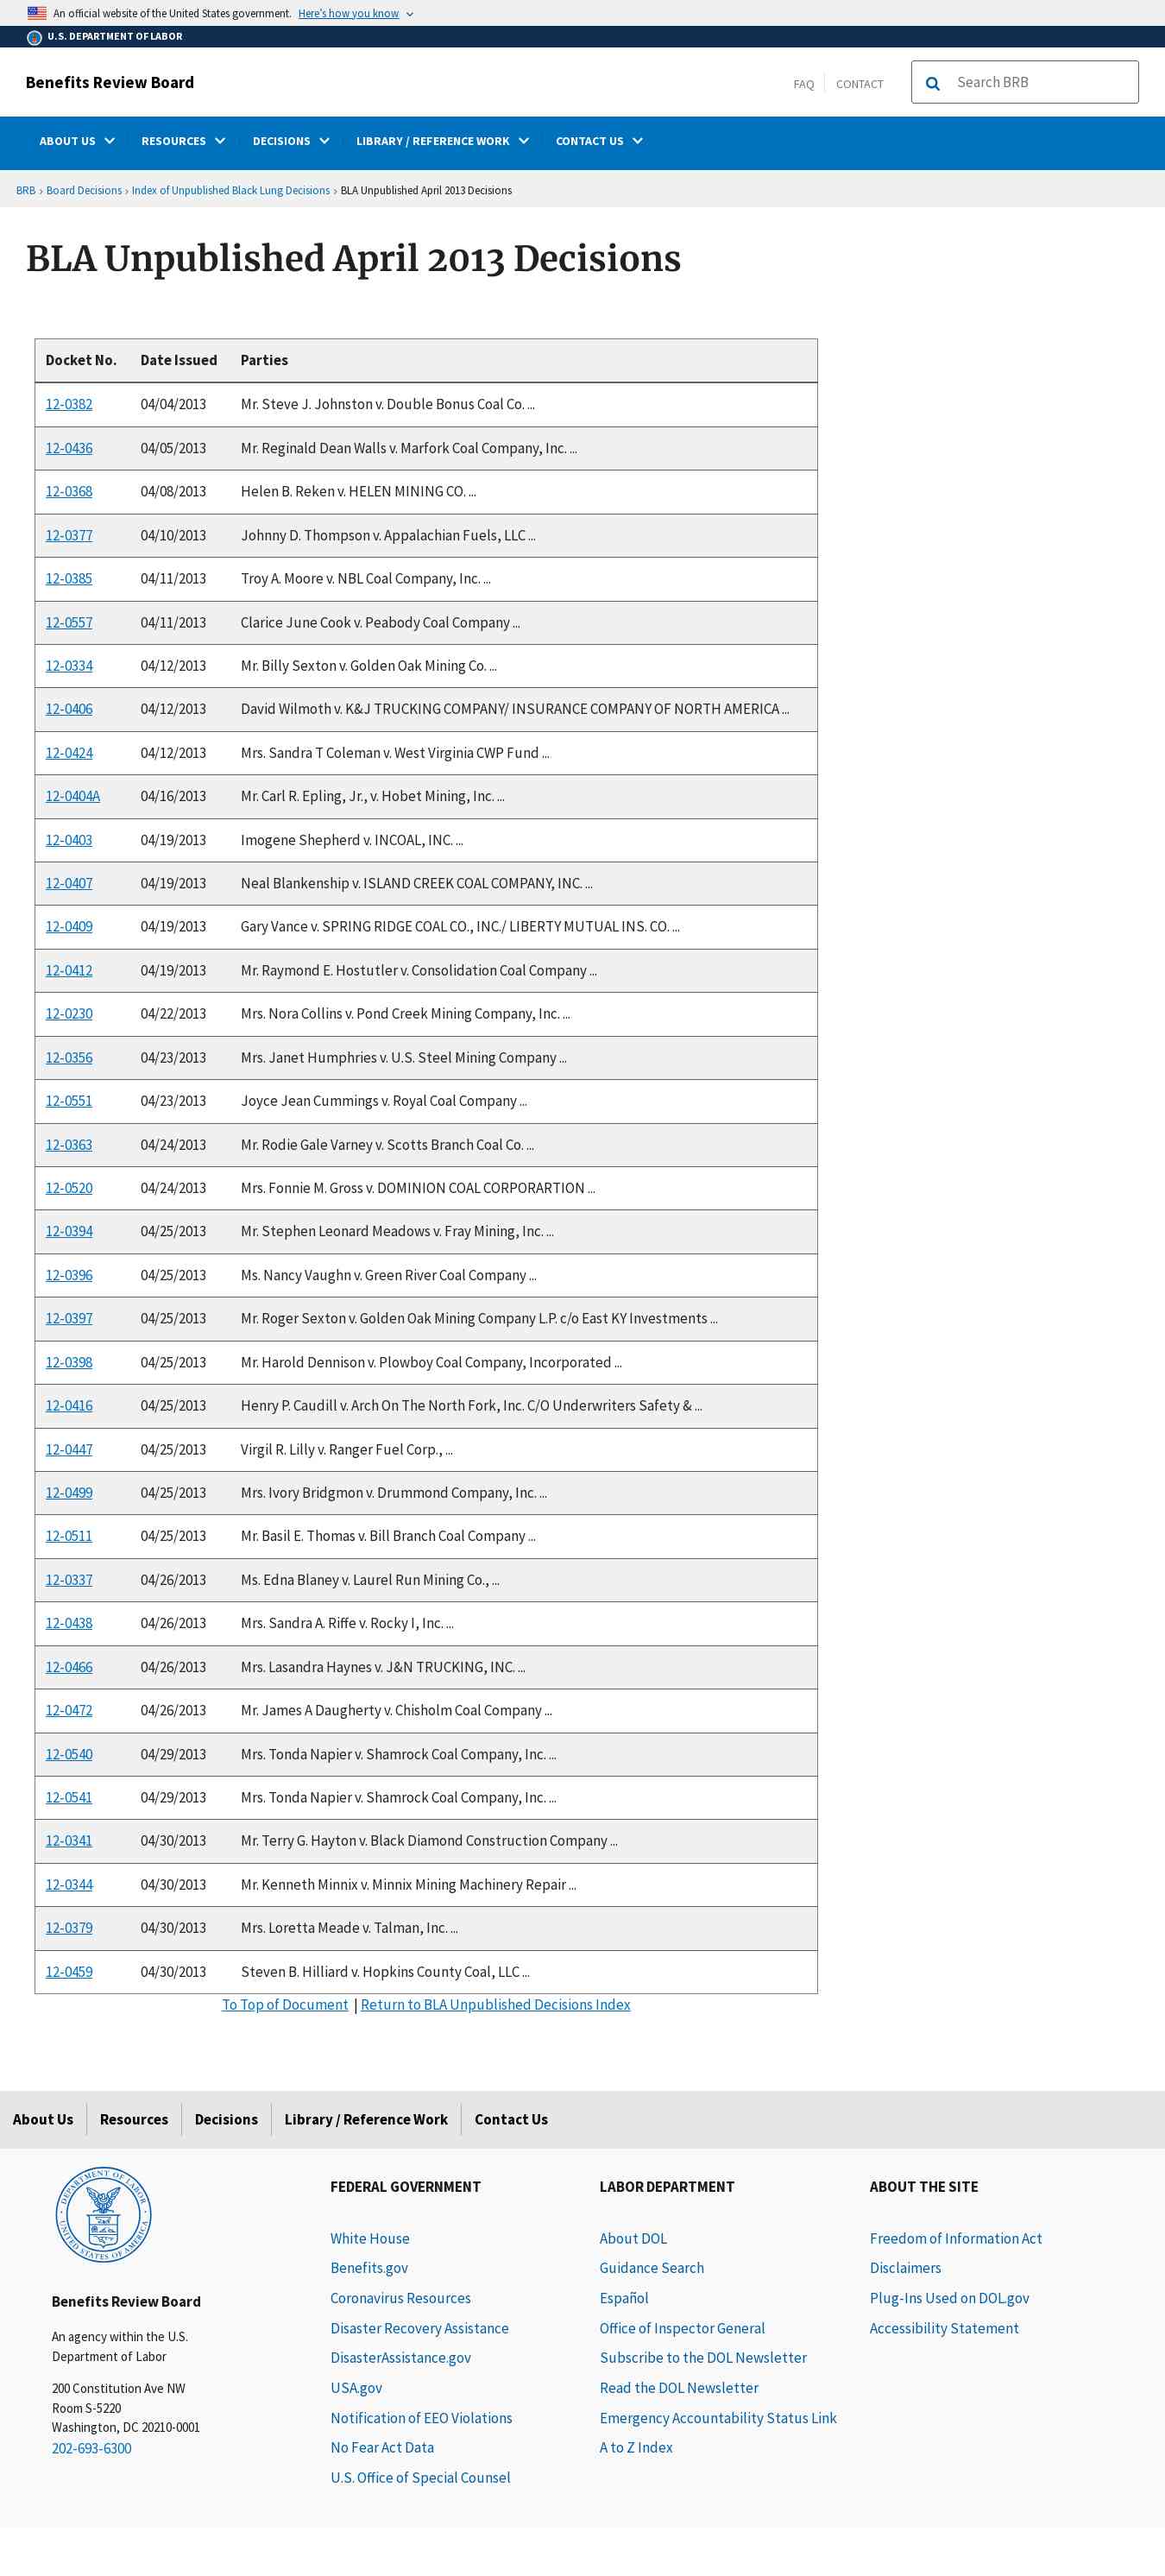 An official website of the United States government. Here's how you know
U.S. DEPARTMENT OF LABOR
Benefits Review Board
FAQ CONTACT Search BRB
ABOUT US RESOURCES DECISIONS LIBRARY / REFERENCE WORK CONTACT US
BRB › Board Decisions › Index of Unpublished Black Lung Decisions › BLA Unpublished April 2013 Decisions
BLA Unpublished April 2013 Decisions
Docket No. Date Issued Parties
12-0382 04/04/2013 Mr. Steve J. Johnston v. Double Bonus Coal Co. ...
12-0436 04/05/2013 Mr. Reginald Dean Walls v. Marfork Coal Company, Inc. ...
12-0368 04/08/2013 Helen B. Reken v. HELEN MINING CO. ...
12-0377 04/10/2013 Johnny D. Thompson v. Appalachian Fuels, LLC ...
12-0385 04/11/2013 Troy A. Moore v. NBL Coal Company, Inc. ...
12-0557 04/11/2013 Clarice June Cook v. Peabody Coal Company ...
12-0334 04/12/2013 Mr. Billy Sexton v. Golden Oak Mining Co. ...
12-0406 04/12/2013 David Wilmoth v. K&J TRUCKING COMPANY/ INSURANCE COMPANY OF NORTH AMERICA ...
12-0424 04/12/2013 Mrs. Sandra T Coleman v. West Virginia CWP Fund ...
12-0404A 04/16/2013 Mr. Carl R. Epling, Jr., v. Hobet Mining, Inc. ...
12-0403 04/19/2013 Imogene Shepherd v. INCOAL, INC. ...
12-0407 04/19/2013 Neal Blankenship v. ISLAND CREEK COAL COMPANY, INC. ...
12-0409 04/19/2013 Gary Vance v. SPRING RIDGE COAL CO., INC./ LIBERTY MUTUAL INS. CO. ...
12-0412 04/19/2013 Mr. Raymond E. Hostutler v. Consolidation Coal Company ...
12-0230 04/22/2013 Mrs. Nora Collins v. Pond Creek Mining Company, Inc. ...
12-0356 04/23/2013 Mrs. Janet Humphries v. U.S. Steel Mining Company ...
12-0551 04/23/2013 Joyce Jean Cummings v. Royal Coal Company ...
12-0363 04/24/2013 Mr. Rodie Gale Varney v. Scotts Branch Coal Co. ...
12-0520 04/24/2013 Mrs. Fonnie M. Gross v. DOMINION COAL CORPORARTION ...
12-0394 04/25/2013 Mr. Stephen Leonard Meadows v. Fray Mining, Inc. ...
12-0396 04/25/2013 Ms. Nancy Vaughn v. Green River Coal Company ...
12-0397 04/25/2013 Mr. Roger Sexton v. Golden Oak Mining Company L.P. c/o East KY Investments ...
12-0398 04/25/2013 Mr. Harold Dennison v. Plowboy Coal Company, Incorporated ...
12-0416 04/25/2013 Henry P. Caudill v. Arch On The North Fork, Inc. C/O Underwriters Safety & ...
12-0447 04/25/2013 Virgil R. Lilly v. Ranger Fuel Corp., ...
12-0499 04/25/2013 Mrs. Ivory Bridgmon v. Drummond Company, Inc. ...
12-0511 04/25/2013 Mr. Basil E. Thomas v. Bill Branch Coal Company ...
12-0337 04/26/2013 Ms. Edna Blaney v. Laurel Run Mining Co., ...
12-0438 04/26/2013 Mrs. Sandra A. Riffe v. Rocky I, Inc. ...
12-0466 04/26/2013 Mrs. Lasandra Haynes v. J&N TRUCKING, INC. ...
12-0472 04/26/2013 Mr. James A Daugherty v. Chisholm Coal Company ...
12-0540 04/29/2013 Mrs. Tonda Napier v. Shamrock Coal Company, Inc. ...
12-0541 04/29/2013 Mrs. Tonda Napier v. Shamrock Coal Company, Inc. ...
12-0341 04/30/2013 Mr. Terry G. Hayton v. Black Diamond Construction Company ...
12-0344 04/30/2013 Mr. Kenneth Minnix v. Minnix Mining Machinery Repair ...
12-0379 04/30/2013 Mrs. Loretta Meade v. Talman, Inc. ...
12-0459 04/30/2013 Steven B. Hilliard v. Hopkins County Coal, LLC ...
To Top of Document | Return to BLA Unpublished Decisions Index
About Us Resources Decisions Library / Reference Work Contact Us
DEPARTMENT OF LABOR
UNITED STATES OF AMERICA
Benefits Review Board
An agency within the U.S.
Department of Labor
200 Constitution Ave NW
Room S-5220
Washington, DC 20210-0001
202-693-6300
FEDERAL GOVERNMENT
White House
Benefits.gov
Coronavirus Resources
Disaster Recovery Assistance
DisasterAssistance.gov
USA.gov
Notification of EEO Violations
No Fear Act Data
U.S. Office of Special Counsel
LABOR DEPARTMENT
About DOL
Guidance Search
Español
Office of Inspector General
Subscribe to the DOL Newsletter
Read the DOL Newsletter
Emergency Accountability Status Link
A to Z Index
ABOUT THE SITE
Freedom of Information Act
Disclaimers
Plug-Ins Used on DOL.gov
Accessibility Statement